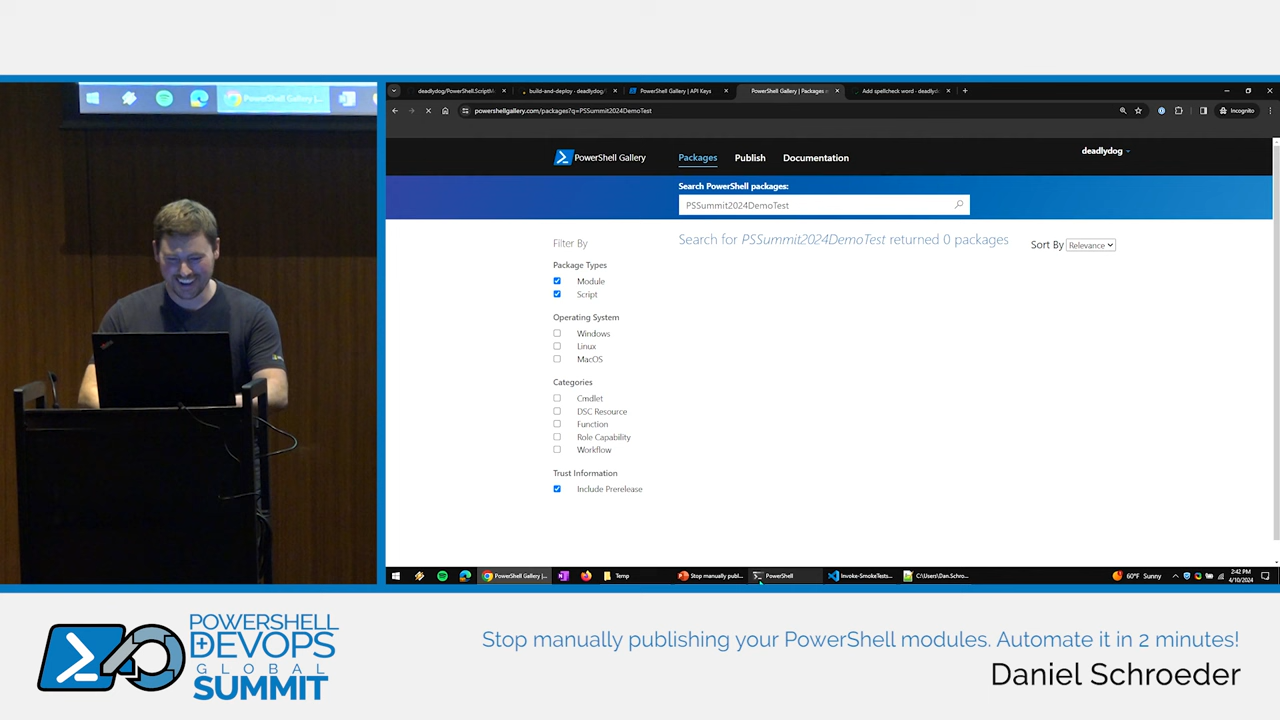 PowerShell Gallery | ...
deadlydog/PowerShell.ScriptM
build-and-deploy - deadlydog/
PowerShell Gallery | API Keys
PowerShell Gallery | Packages
Add spellcheck word - deadlyd
powershellgallery.com/packages?q=PSSummit2024DemoTest
Incognito
PowerShell Gallery
Packages
Publish
Documentation
deadlydog
Search PowerShell packages:
PSSummit2024DemoTest
Filter By
Search for PSSummit2024DemoTest returned 0 packages
Sort By Relevance
Package Types
Module
Script
Operating System
Windows
Linux
MacOS
Categories
Cmdlet
DSC Resource
Function
Role Capability
Workflow
Trust Information
Include Prerelease
PowerShell Gallery |...
Temp
Stop manually publ...
PowerShell
Invoke-SmokeTests...
C:\Users\Dan.Schro...
60°F Sunny
2:42 PM
4/10/2024
POWERSHELL
DEVOPS
GLOBAL
SUMMIT
Stop manually publishing your PowerShell modules. Automate it in 2 minutes!
Daniel Schroeder